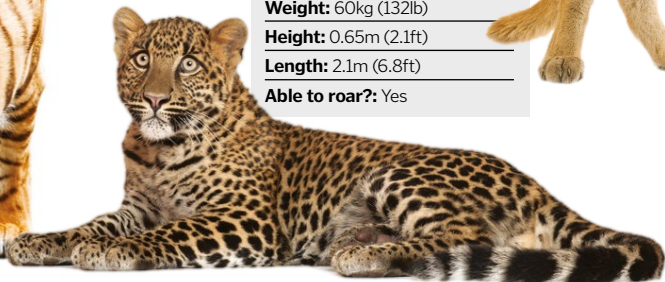 Weight: 60kg (132lb)
Height: 0.65m (2.1ft)
Length: 2.1m (6.8ft)
Able to roar?: Yes